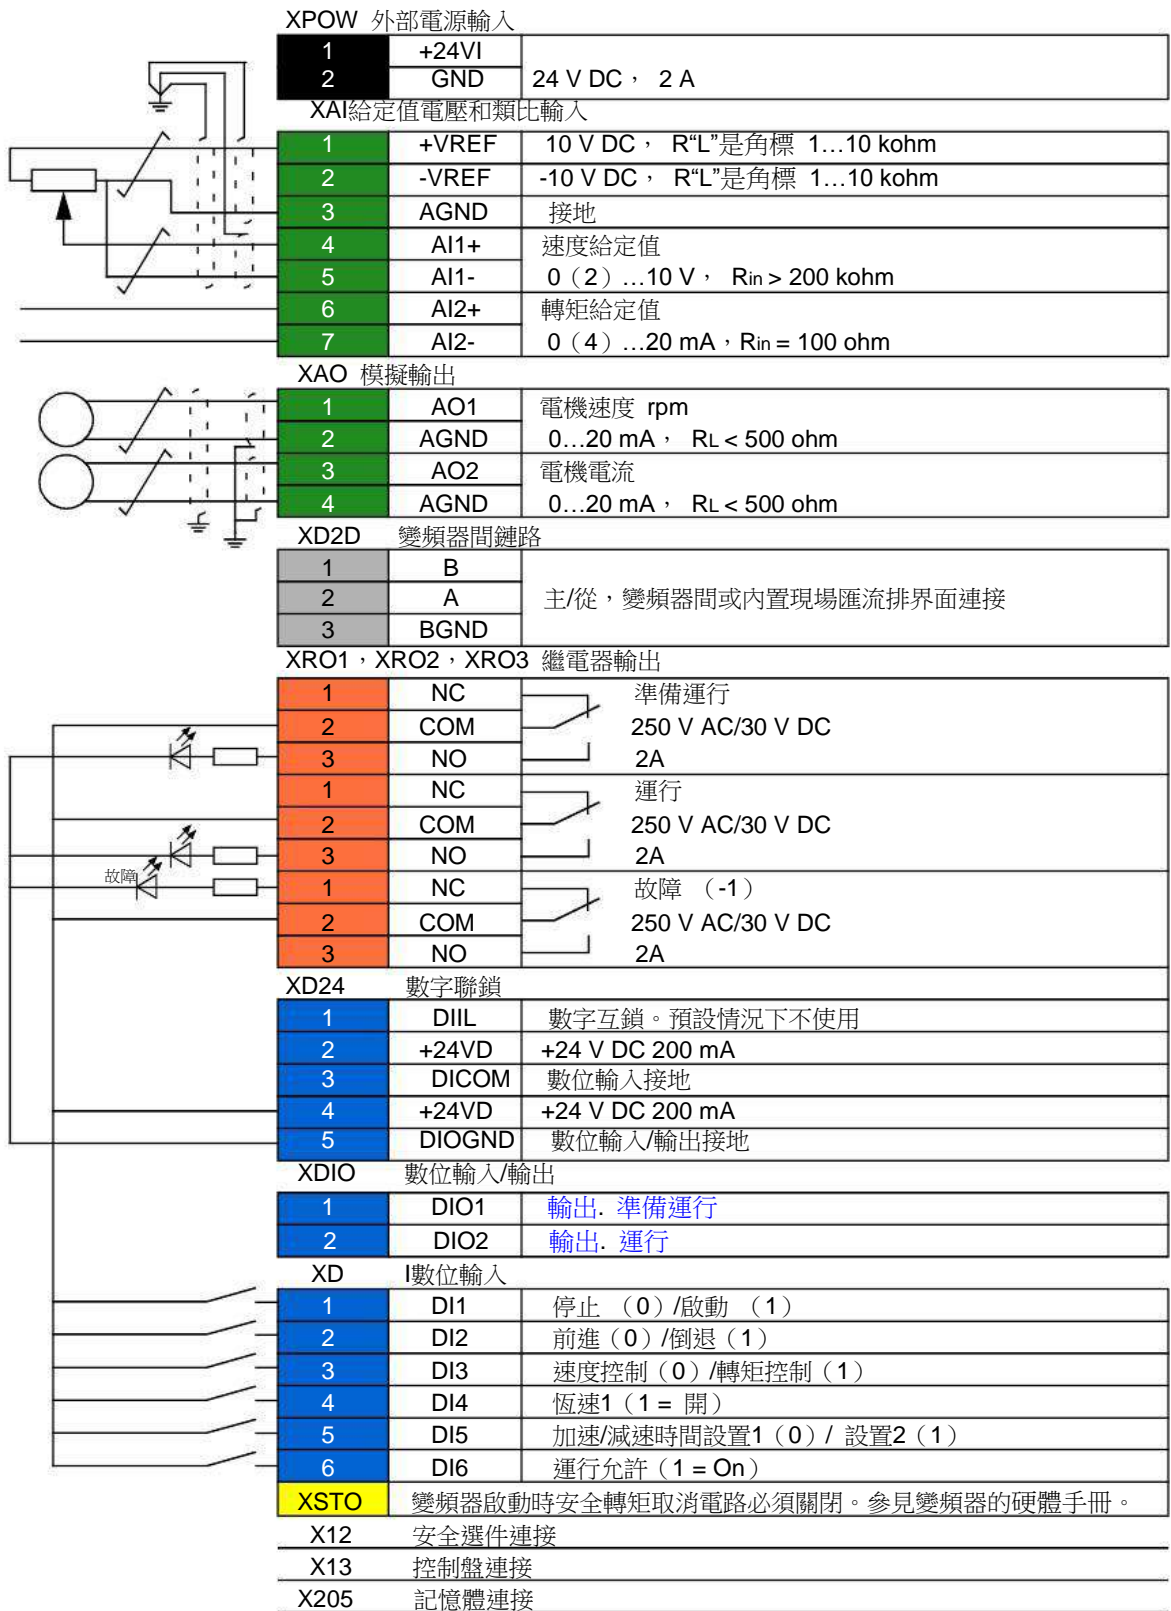 XPOW 外部電源輸入
1 +24VI
2 GND 24 V DC， 2 A
XAI給定值電壓和類比輸入
1 +VREF 10 V DC， R“L”是角標 1…10 kohm
2 -VREF -10 V DC， R“L”是角標 1…10 kohm
3 AGND 接地
4 AI1+ 速度給定值
5 AI1- 0（2）…10 V， Rin > 200 kohm
6 AI2+ 轉矩給定值
7 AI2- 0（4）…20 mA，Rin = 100 ohm
XAO 模擬輸出
1 AO1 電機速度 rpm
2 AGND 0…20 mA， RL < 500 ohm
3 AO2 電機電流
4 AGND 0…20 mA， RL < 500 ohm
XD2D 變頻器間鏈路
1 B
2 A 主/從，變頻器間或內置現場匯流排界面連接
3 BGND
XRO1，XRO2，XRO3 繼電器輸出
1 NC 準備運行
2 COM 250 V AC/30 V DC
3 NO 2A
1 NC 運行
2 COM 250 V AC/30 V DC
3 NO 2A
故障 1 NC 故障 （-1）
2 COM 250 V AC/30 V DC
3 NO 2A
XD24 數字聯鎖
1 DIIL 數字互鎖。預設情況下不使用
2 +24VD +24 V DC 200 mA
3 DICOM 數位輸入接地
4 +24VD +24 V DC 200 mA
5 DIOGND 數位輸入/輸出接地
XDIO 數位輸入/輸出
1 DIO1 輸出. 準備運行
2 DIO2 輸出. 運行
XD I數位輸入
1 DI1 停止 （0）/啟動 （1）
2 DI2 前進（0）/倒退（1）
3 DI3 速度控制（0）/轉矩控制（1）
4 DI4 恆速1（1 = 開）
5 DI5 加速/減速時間設置1（0）/ 設置2（1）
6 DI6 運行允許（1 = On）
XSTO 變頻器啟動時安全轉矩取消電路必須關閉。參見變頻器的硬體手冊。
X12 安全選件連接
X13 控制盤連接
X205 記憶體連接